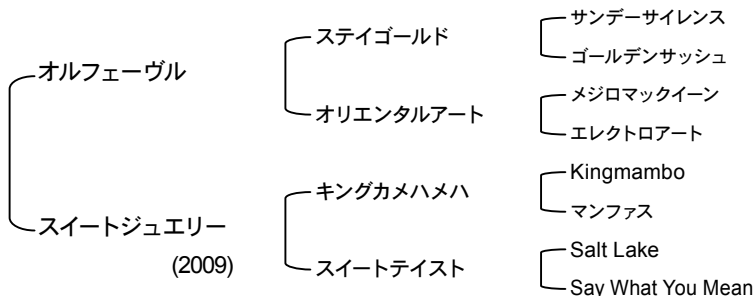 サンデーサイレンス
ステイゴールド
ゴールデンサッシュ
オルフェーヴル
メジロマックイーン
オリエンタルアート
エレクトロアート
Kingmambo
キングカメハメハ
マンファス
スイートジュエリー
(2009)
Salt Lake
スイートテイスト
Say What You Mean